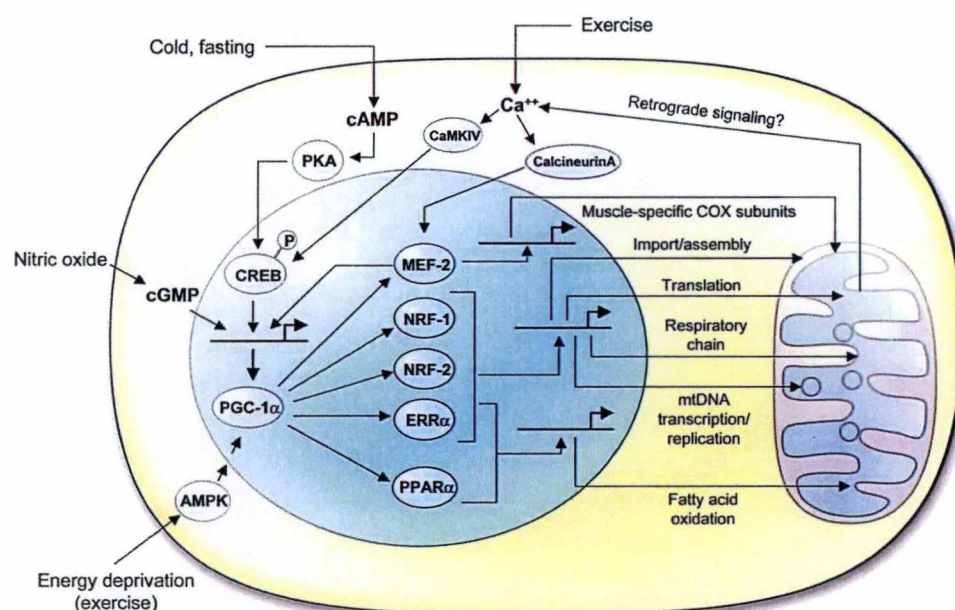 Exercise
Cold, fasting
Retrograde signaling?
Ca++
cAMP
CaMKIV
PKA
CalcineurinA
Muscle-specific COX subunits
P
Import/assembly
MEF-2
CREB
Nitric oxide
Translation
cGMP
NRF-1
Respiratory
chain
NRF-2
mtDNA
transcription/
replication
PGC-1α
ERRα
PPARα
AMPK
Fatty acid
oxidation
Energy deprivation
(exercise)